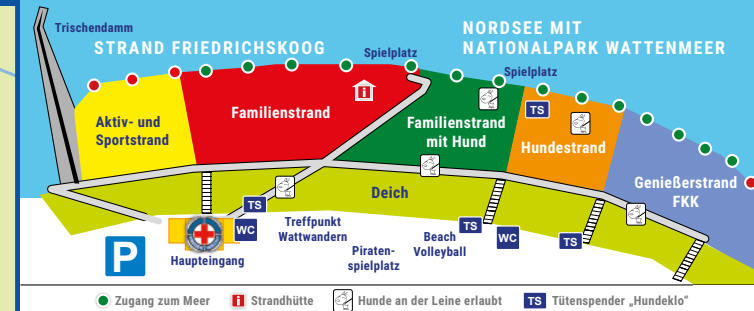 Trischendamm
STRAND FRIEDRICHSKOOG
NORDSEE MIT
NATIONALPARK WATTENMEER
Spielplatz
Spielplatz
Aktiv- und
Sportstrand
Familienstrand
Familienstrand
mit Hund
TS
Hundestrand
Genießerstrand
FKK
Deich
TS
WC
Haupteingang
P
Treffpunkt
Wattwandern
Piraten-
spielplatz
Beach
Volleyball
TS
WC
TS
Zugang zum Meer
i Strandhütte
Hunde an der Leine erlaubt
TS Tütenspender „Hundeklo"